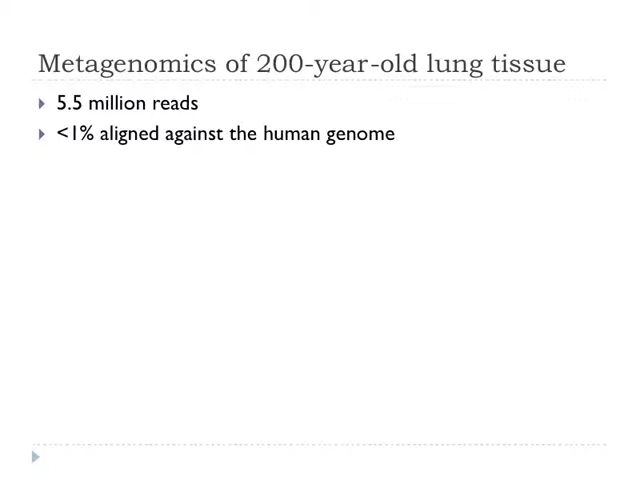 Metagenomics of 200-year-old lung tissue
5.5 million reads
<1% aligned against the human genome